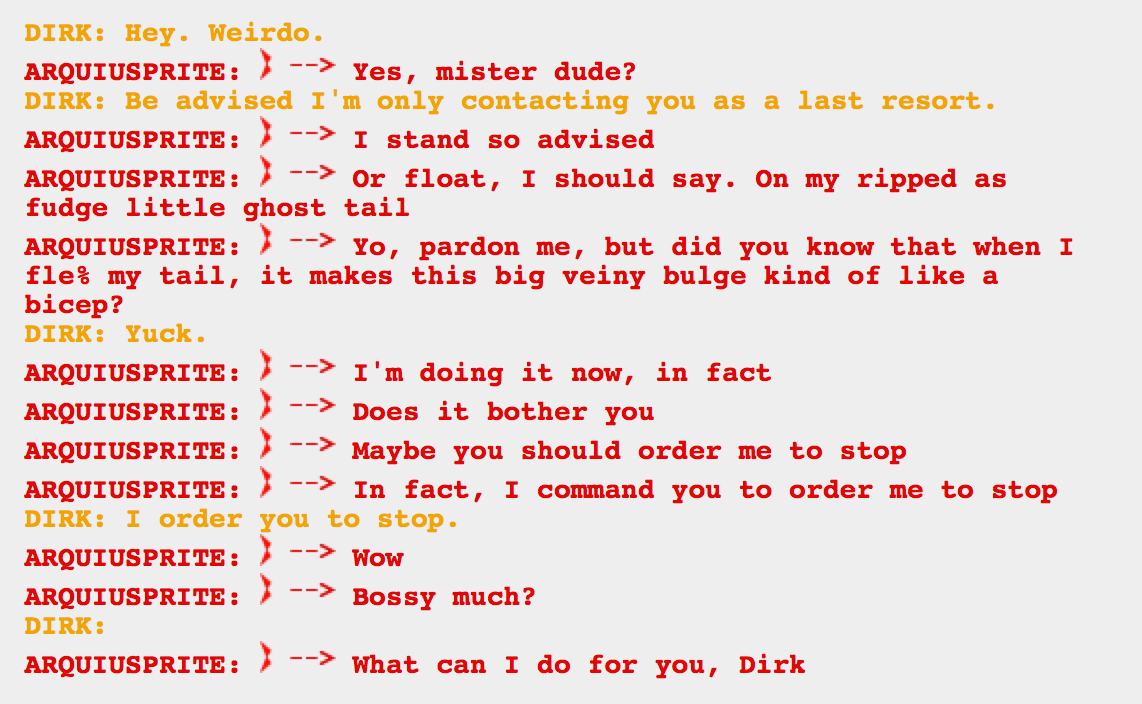 DIRK: Hey. Weirdo.
ARQUIUSPRITE: } --> Yes, mister dude?
DIRK: Be advised I'm only contacting you as a last resort.
ARQUIUSPRITE: } --> I stand so advised
ARQUIUSPRITE: } --> Or float, I should say. On my ripped as
fudge little ghost tail
ARQUIUSPRITE: } --> Yo, pardon me, but did you know that when I
fle% my tail, it makes this big veiny bulge kind of like a
bicep?
DIRK: Yuck.
ARQUIUSPRITE: } --> I'm doing it now, in fact
ARQUIUSPRITE: } --> Does it bother you
ARQUIUSPRITE: } --> Maybe you should order me to stop
ARQUIUSPRITE: } --> In fact, I command you to order me to stop
DIRK: I order you to stop.
ARQUIUSPRITE: } --> Wow
ARQUIUSPRITE: } --> Bossy much?
DIRK:
ARQUIUSPRITE: } --> What can I do for you, Dirk